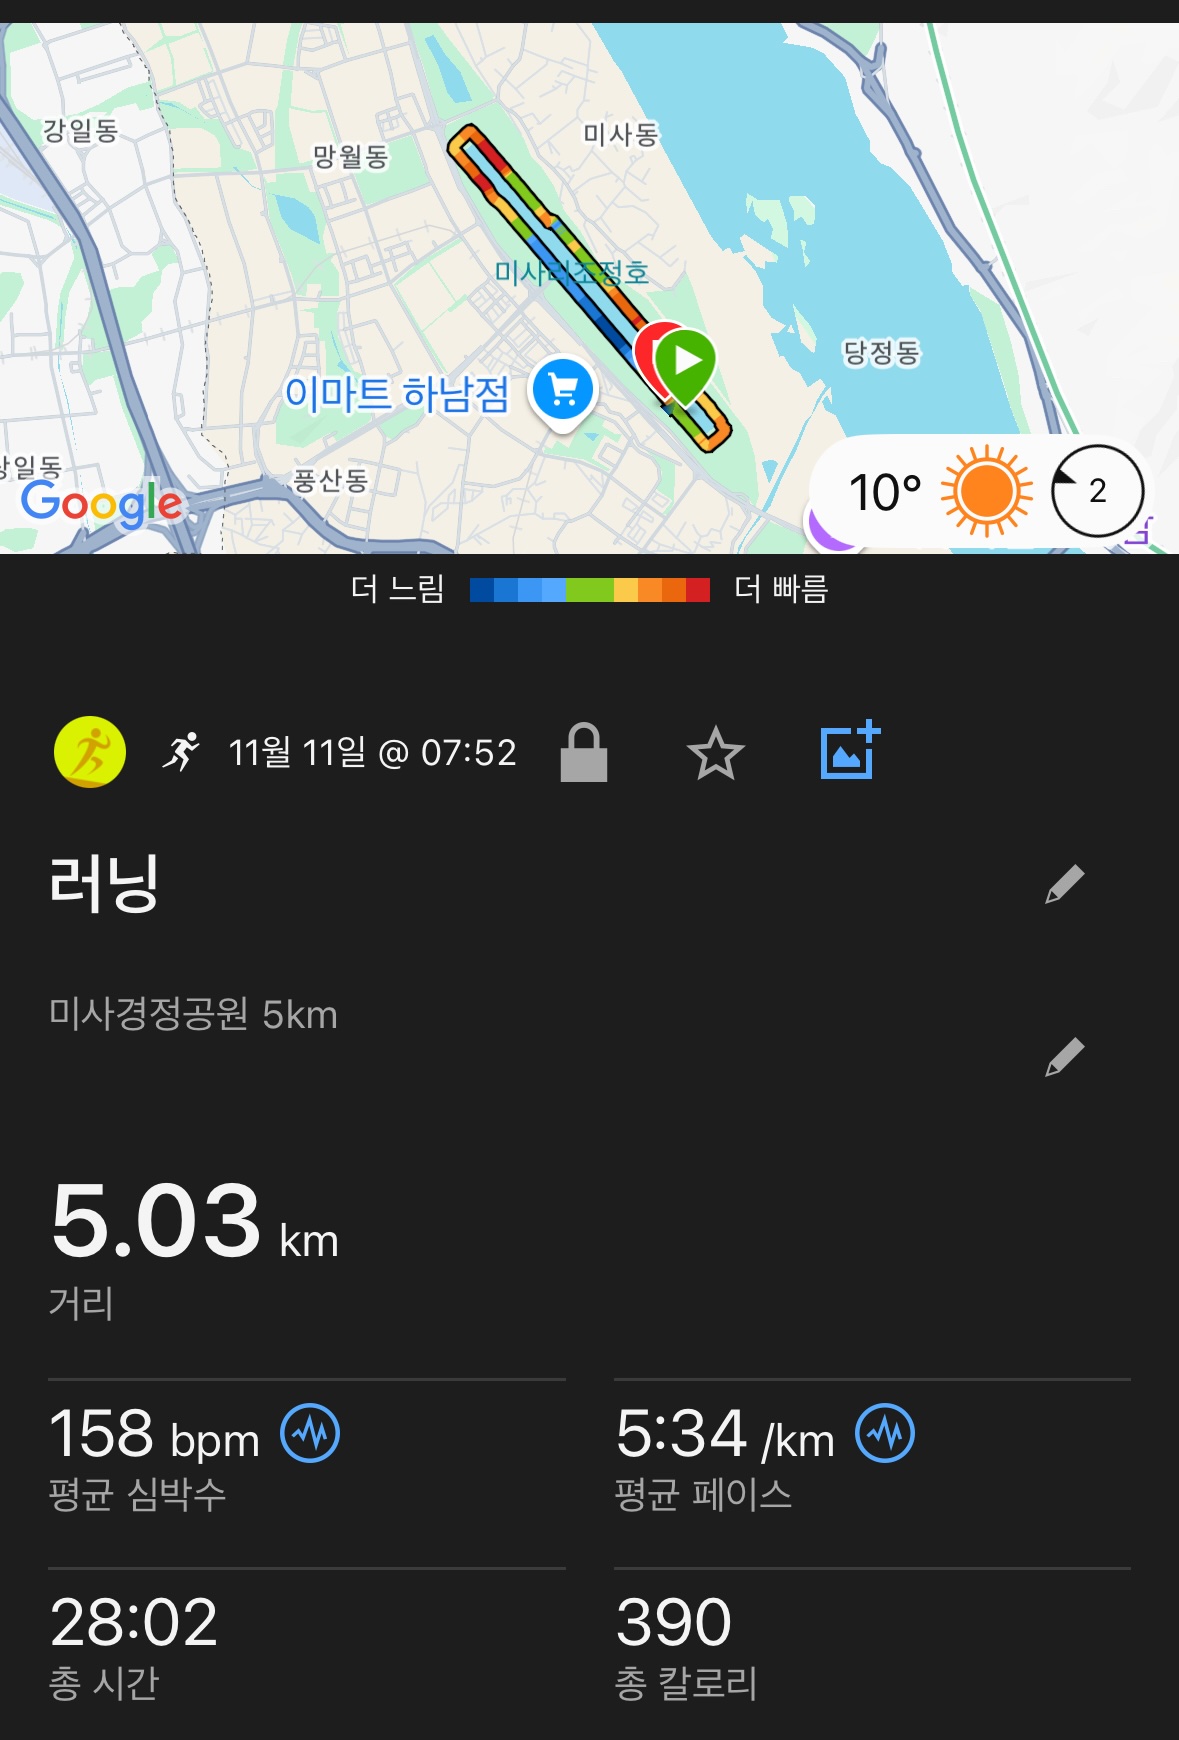 강일동
망월동
미사동
미사리조정호
당정동
이마트 하남점
풍산동
Google
10°
2
더 느림
더 빠름
11월 11일 @ 07:52
러닝
미사경정공원 5km
5.03 km
거리
158 bpm
5:34 /km
평균 심박수
평균 페이스
28:02
390
총 시간
총 칼로리